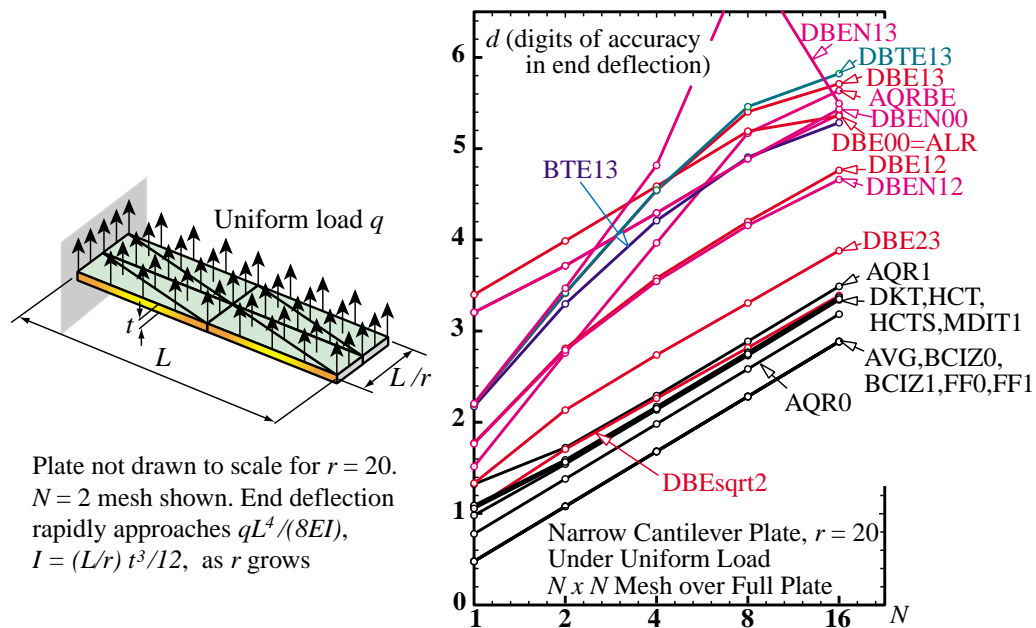 Uniform load q
t
L
L/r
Plate not drawn to scale for r = 20.
N = 2 mesh shown. End deflection
rapidly approaches qL⁴/(8EI),
I = (L/r) t³/12, as r grows
d (digits of accuracy
in end deflection)
6
5
4
3
2
1
0
1
2
4
8
16
N
DBEN13
DBTE13
DBE13
AQRBE
DBEN00
DBE00=ALR
DBE12
DBEN12
BTE13
DBE23
AQR1
DKT,HCT,
HCTS,MDIT1
AVG,BCIZ0,
BCIZ1,FF0,FF1
AQR0
DBEsqrt2
Narrow Cantilever Plate, r = 20
Under Uniform Load
N x N Mesh over Full Plate